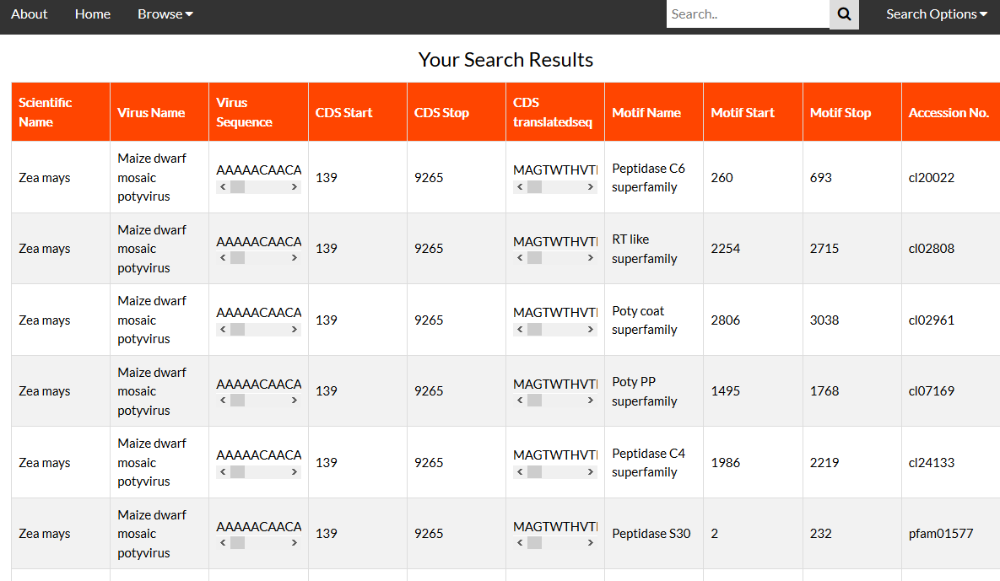 About Home Browse Search.. Search Options
Your Search Results
Scientific Name Virus Name Virus Sequence CDS Start CDS Stop CDS translatedseq Motif Name Motif Start Motif Stop Accession No.
Zea mays Maize dwarf mosaic potyvirus AAAAACAACA 139 9265 MAGTWTHVT Peptidase C6 superfamily 260 693 cl20022
Zea mays Maize dwarf mosaic potyvirus AAAAACAACA 139 9265 MAGTWTHVT RT like superfamily 2254 2715 cl02808
Zea mays Maize dwarf mosaic potyvirus AAAAACAACA 139 9265 MAGTWTHVT Poty coat superfamily 2806 3038 cl02961
Zea mays Maize dwarf mosaic potyvirus AAAAACAACA 139 9265 MAGTWTHVT Poty PP superfamily 1495 1768 cl07169
Zea mays Maize dwarf mosaic potyvirus AAAAACAACA 139 9265 MAGTWTHVT Peptidase C4 superfamily 1986 2219 cl24133
Zea mays Maize dwarf mosaic potyvirus AAAAACAACA 139 9265 MAGTWTHVT Peptidase S30 2 232 pfam01577